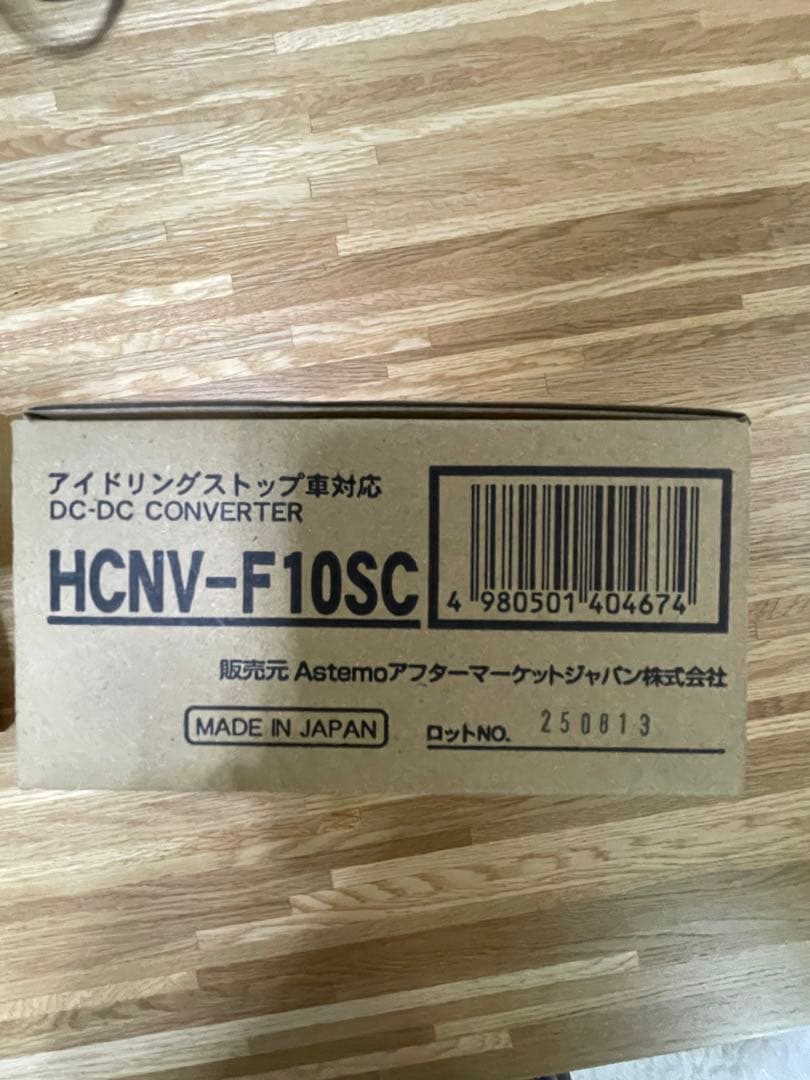 アイドリングストップ車対応
DC-DC CONVERTER
HCNV-F10SC
4 980501 404674
販売元 Astemoアフターマーケットジャパン株式会社
MADE IN JAPAN
ロットNO. 250813